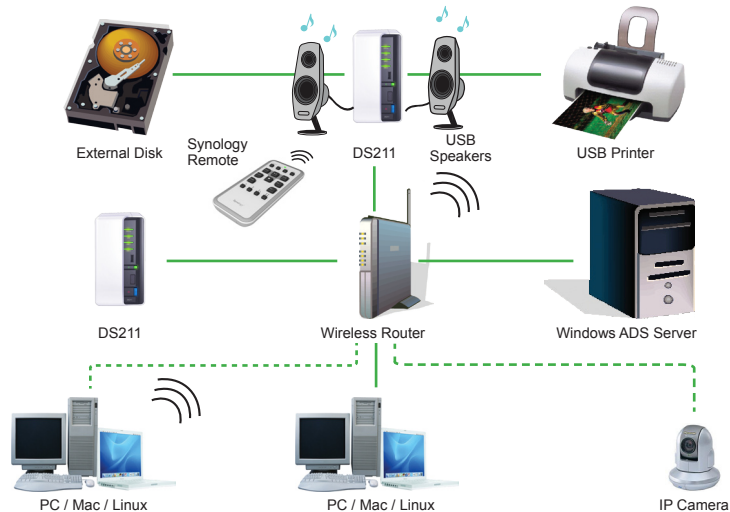 External Disk
Synology
Remote
DS211
USB
Speakers
USB Printer
DS211
Wireless Router
Windows ADS Server
PC / Mac / Linux
PC / Mac / Linux
IP Camera